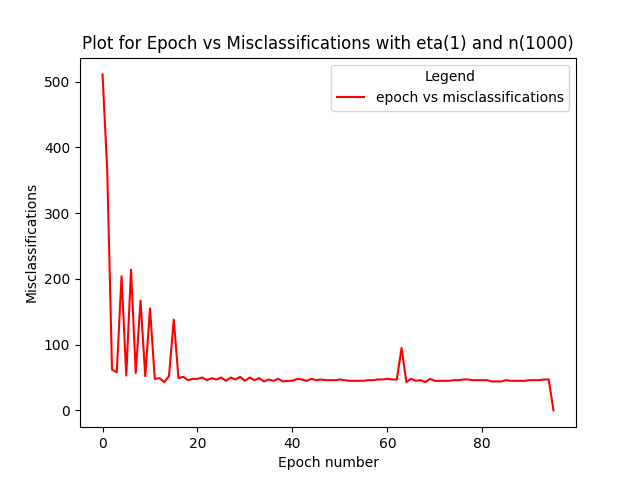 Plot for Epoch vs Misclassifications with eta(1) and n(1000)
Legend
epoch vs misclassifications
Misclassifications
500
400
300
200
100
0
0 20 40 60 80
Epoch number